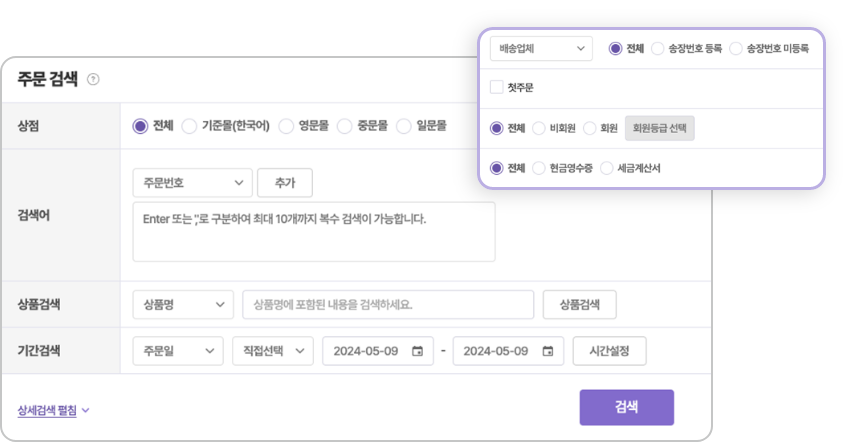 배송업체 전체 송장번호 등록 송장번호 미등록
첫주문
전체 비회원 회원 회원등급 선택
전체 현금영수증 세금계산서
주문 검색 ?
상점 전체 기준몰(한국어) 영문몰 중문몰 일문몰
검색어
주문번호 추가
Enter 또는 ','로 구분하여 최대 10개까지 복수 검색이 가능합니다.
상품검색 상품명 상품명에 포함된 내용을 검색하세요. 상품검색
기간검색 주문일 직접선택 2024-05-09 - 2024-05-09 시간설정
상세검색 펼침 검색